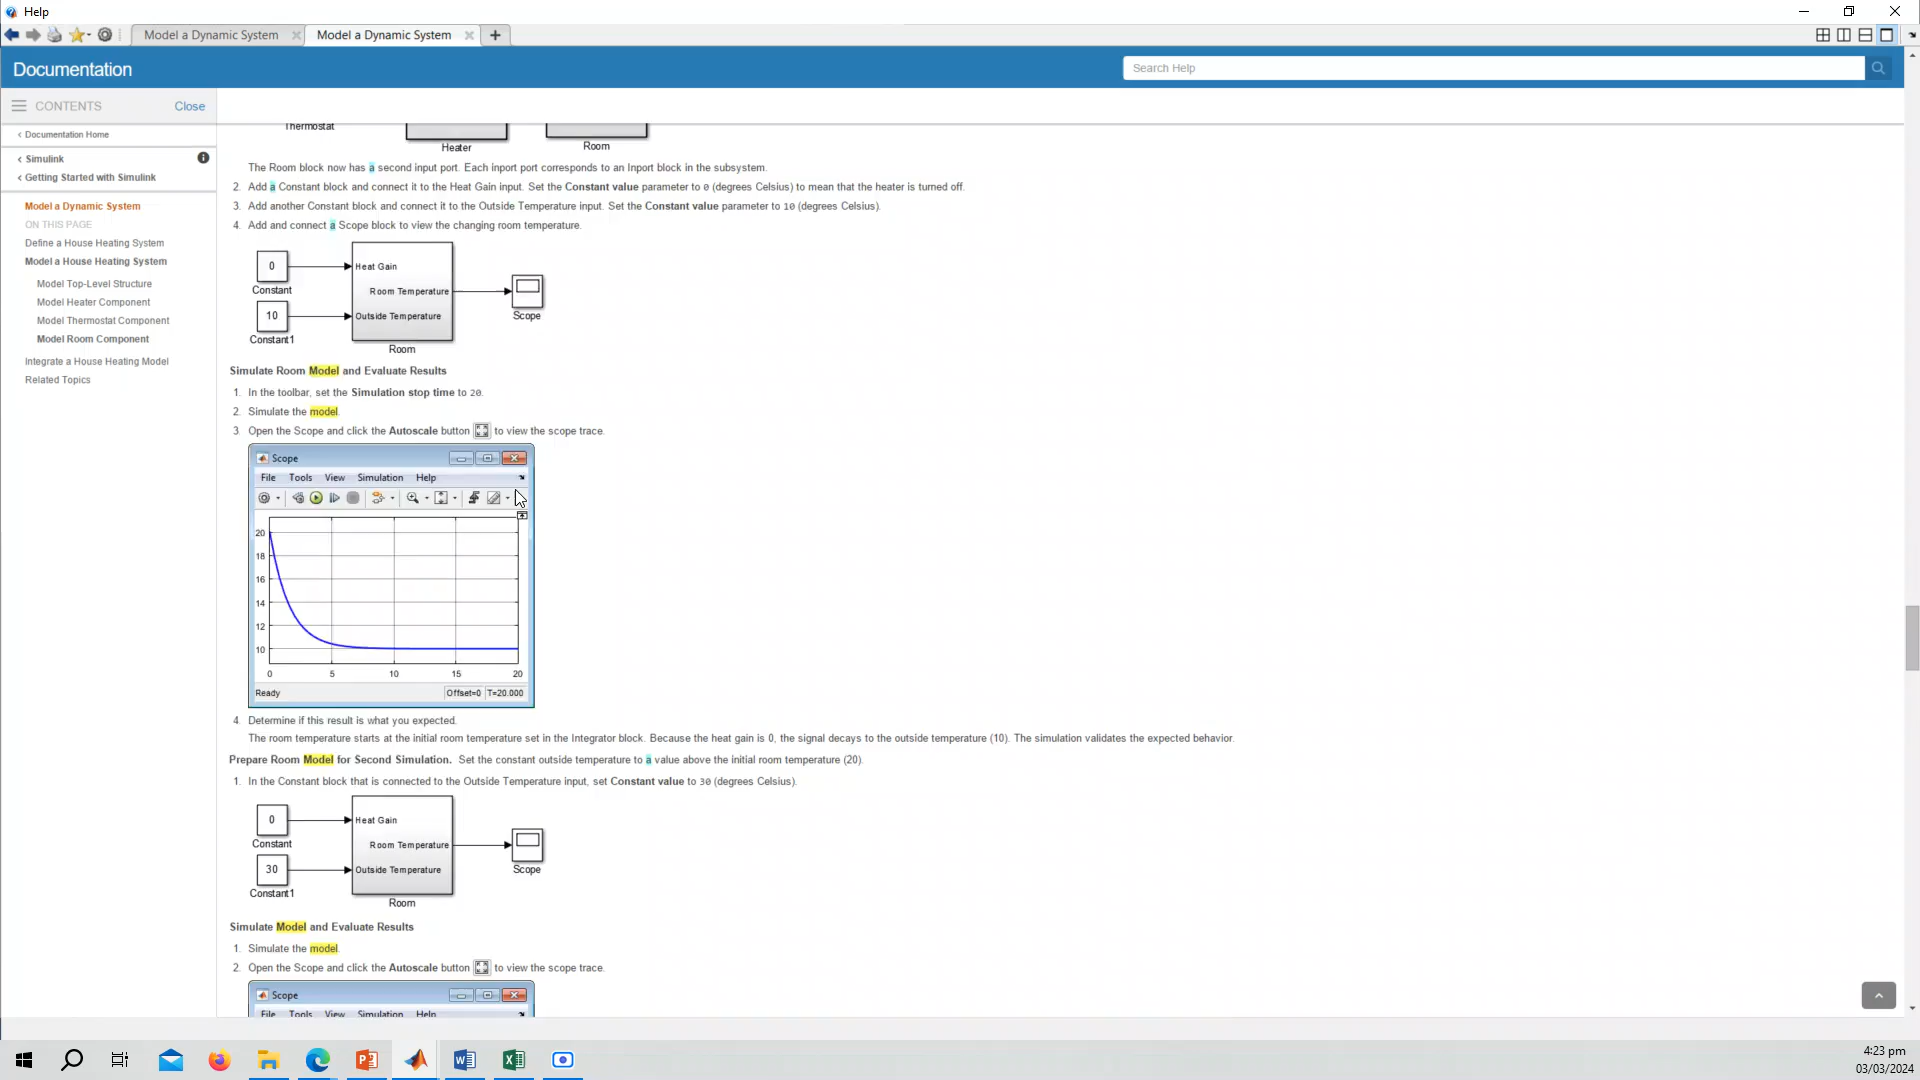 Help
Model a Dynamic System
Model a Dynamic System
Documentation
Search Help
CONTENTS
Close
Documentation Home
Simulink
Getting Started with Simulink
Model a Dynamic System
ON THIS PAGE
Define a House Heating System
Model a House Heating System
Model Top-Level Structure
Model Heater Component
Model Thermostat Component
Model Room Component
Integrate a House Heating Model
Related Topics
Thermostat
Heater
Room
The Room block now has a second input port. Each inport port corresponds to an Inport block in the subsystem.
2. Add a Constant block and connect it to the Heat Gain input. Set the Constant value parameter to 0 (degrees Celsius) to mean that the heater is turned off.
3. Add another Constant block and connect it to the Outside Temperature input. Set the Constant value parameter to 10 (degrees Celsius).
4. Add and connect a Scope block to view the changing room temperature.
0
Constant
10
Constant1
Heat Gain
Room Temperature
Outside Temperature
Room
Scope
Simulate Room Model and Evaluate Results
1. In the toolbar, set the Simulation stop time to 20.
2. Simulate the model.
3. Open the Scope and click the Autoscale button to view the scope trace.
Scope
File Tools View Simulation Help
20
18
16
14
12
10
0 5 10 15 20
Ready Offset=0 T=20.000
4. Determine if this result is what you expected.
The room temperature starts at the initial room temperature set in the Integrator block. Because the heat gain is 0, the signal decays to the outside temperature (10). The simulation validates the expected behavior.
Prepare Room Model for Second Simulation. Set the constant outside temperature to a value above the initial room temperature (20).
1. In the Constant block that is connected to the Outside Temperature input, set Constant value to 30 (degrees Celsius).
0
Constant
30
Constant1
Heat Gain
Room Temperature
Outside Temperature
Room
Scope
Simulate Model and Evaluate Results
1. Simulate the model.
2. Open the Scope and click the Autoscale button to view the scope trace.
Scope
File Tools View Simulation Help
4:23 pm
03/03/2024